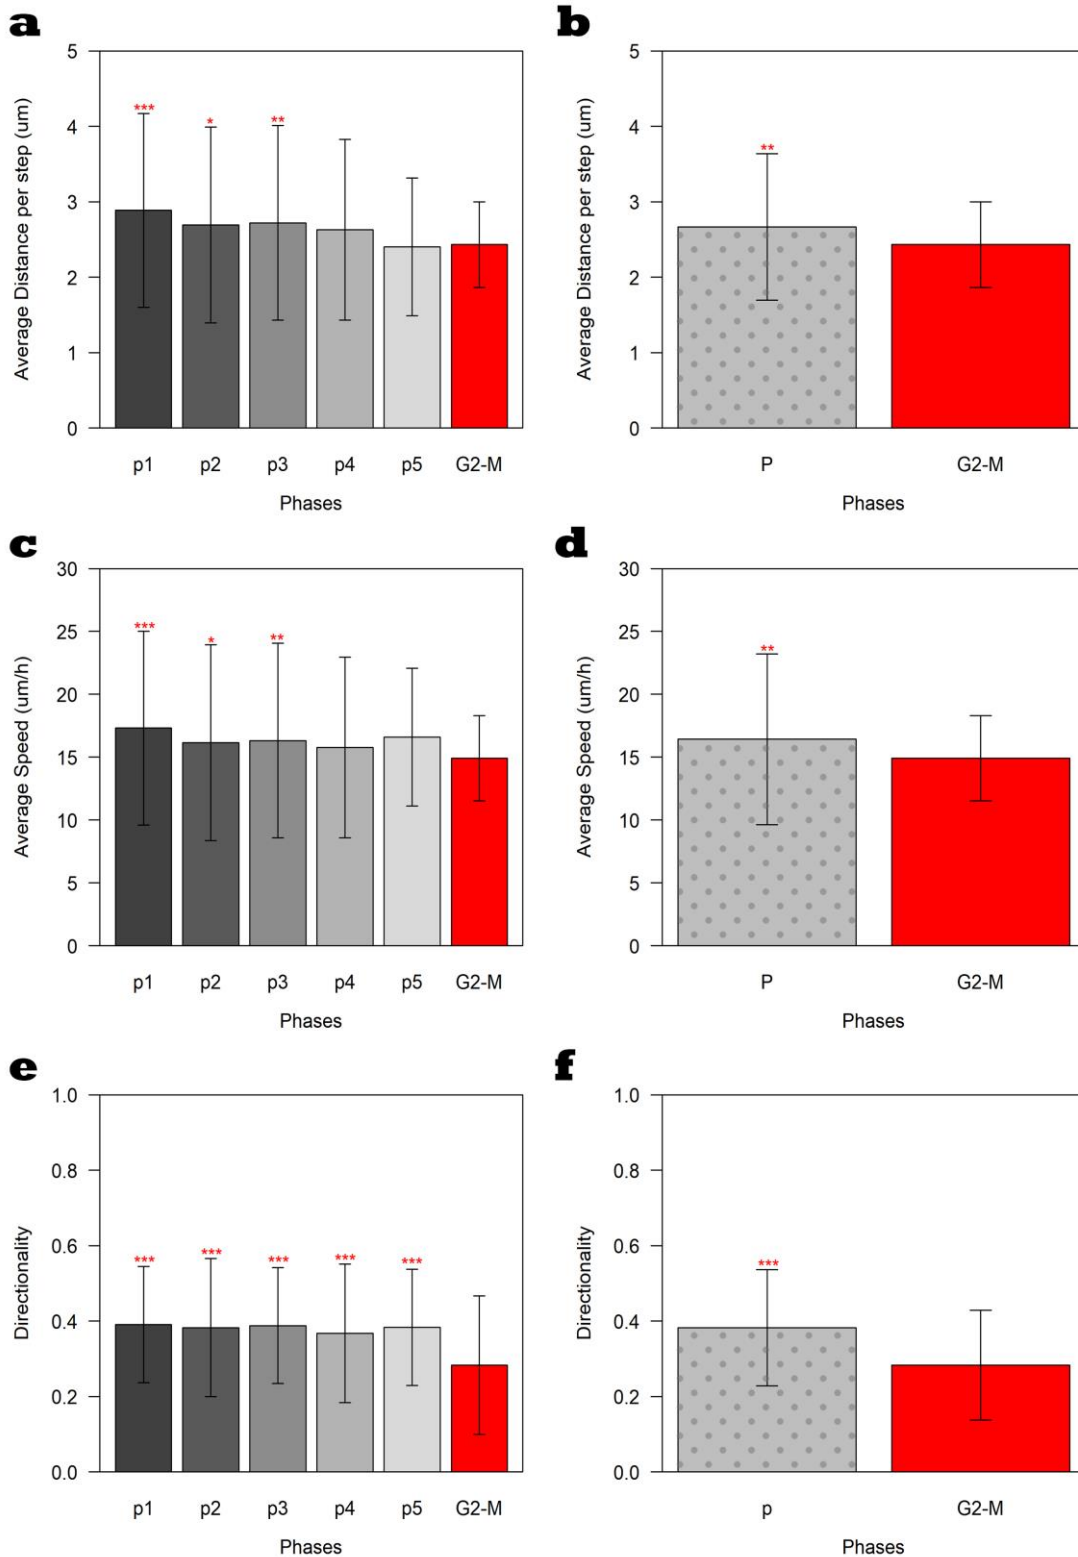 a
Average Distance per step (um)
5
4
3
2
1
0
***
*
**
p1 p2 p3 p4 p5 G2-M
Phases
b
Average Distance per step (um)
5
4
3
2
1
0
**
P G2-M
Phases
c
Average Speed (um/h)
30
25
20
15
10
5
0
***
*
**
p1 p2 p3 p4 p5 G2-M
Phases
d
Average Speed (um/h)
30
25
20
15
10
5
0
**
P G2-M
Phases
e
Directionality
1.0
0.8
0.6
0.4
0.2
0.0
*** *** *** *** ***
p1 p2 p3 p4 p5 G2-M
Phases
f
Directionality
1.0
0.8
0.6
0.4
0.2
0.0
***
p G2-M
Phases